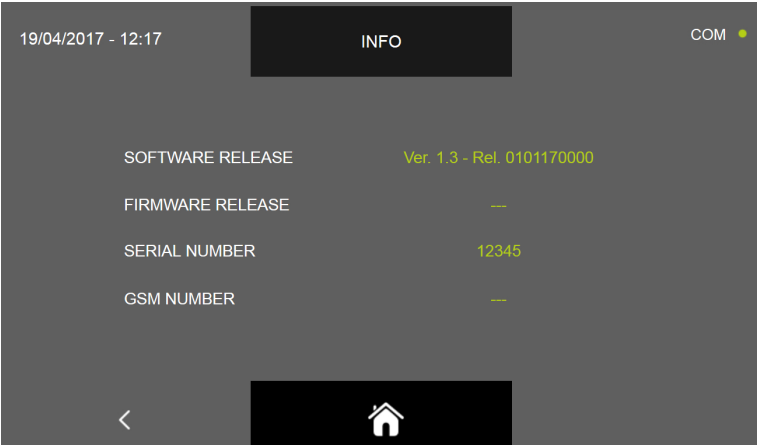 19/04/2017 - 12:17 INFO COM
SOFTWARE RELEASE Ver. 1.3 - Rel. 0101170000
FIRMWARE RELEASE ---
SERIAL NUMBER 12345
GSM NUMBER ---